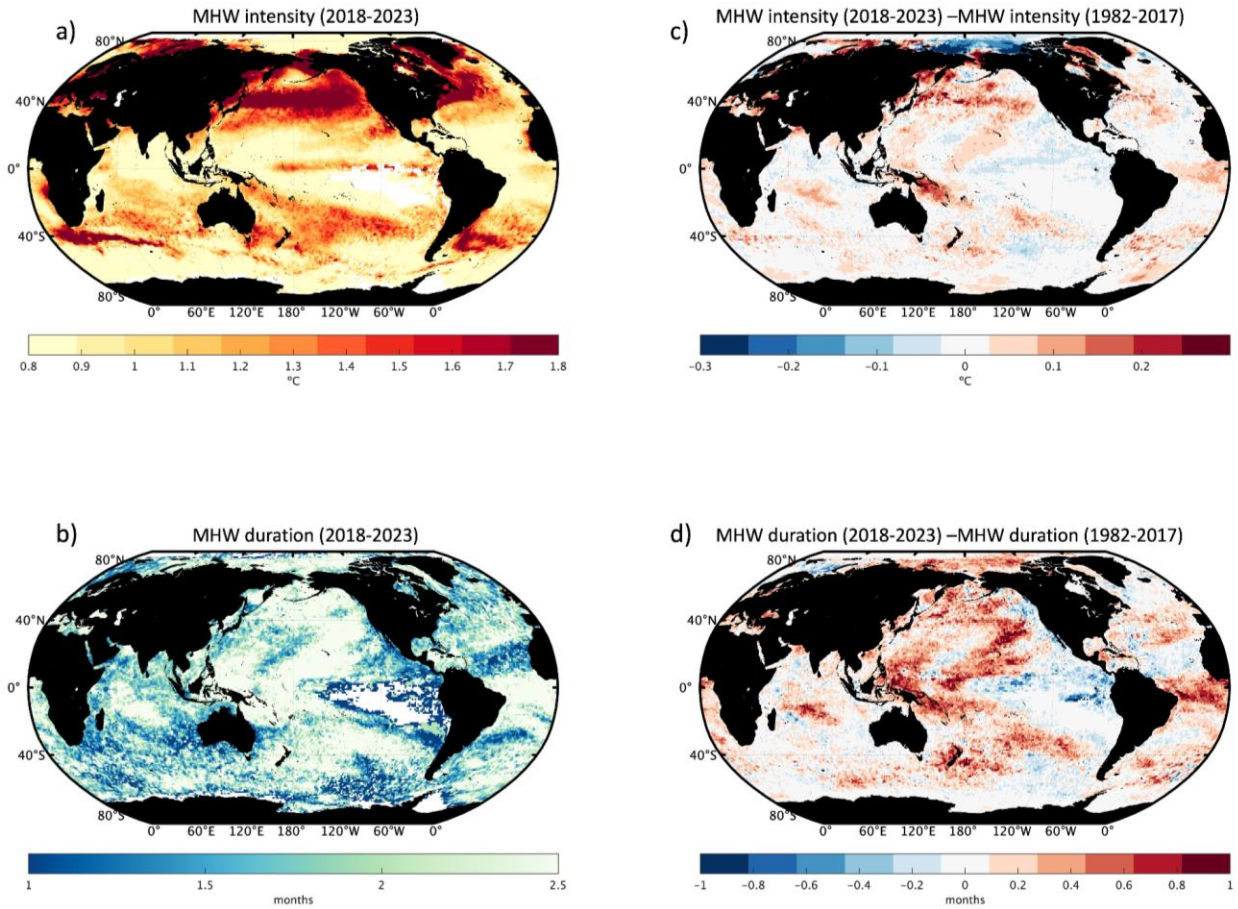 a)
MHW intensity (2018-2023)
80°N
40°N
0°
40°S
80°S
0° 60°E 120°E 180° 120°W 60°W 0°
0.8 0.9 1 1.1 1.2 1.3 1.4 1.5 1.6 1.7 1.8
°C
c)
MHW intensity (2018-2023) –MHW intensity (1982-2017)
80°N
40°N
0°
40°S
80°S
0° 60°E 120°E 180° 120°W 60°W 0°
−0.3 −0.2 −0.1 0 0.1 0.2
°C
b)
MHW duration (2018-2023)
80°N
40°N
0°
40°S
80°S
0° 60°E 120°E 180° 120°W 60°W 0°
1 1.5 2 2.5
months
d)
MHW duration (2018-2023) –MHW duration (1982-2017)
80°N
40°N
0°
40°S
80°S
0° 60°E 120°E 180° 120°W 60°W 0°
−1 −0.8 −0.6 −0.4 −0.2 0 0.2 0.4 0.6 0.8 1
months